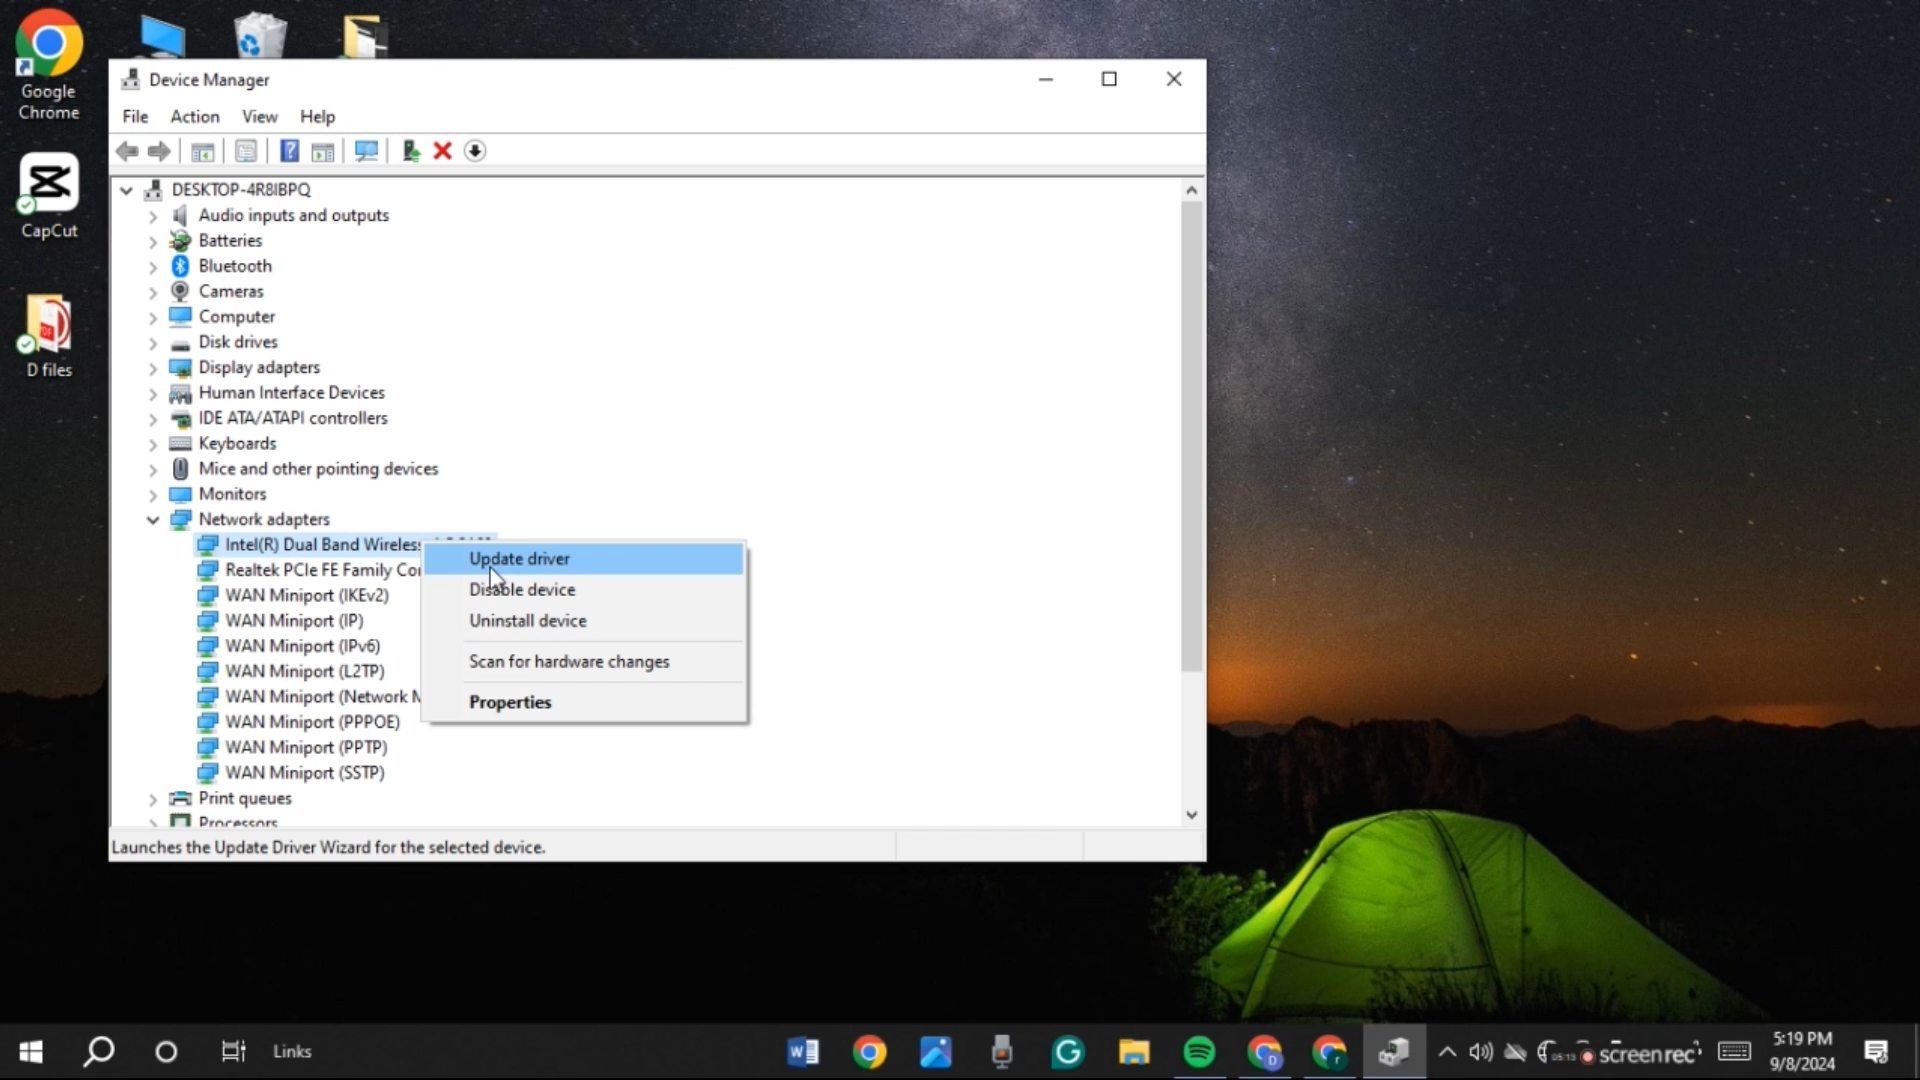 Google
Chrome
CapCut
D files
Device Manager
File Action View Help
DESKTOP-4R8IBPQ
Audio inputs and outputs
Batteries
Bluetooth
Cameras
Computer
Disk drives
Display adapters
Human Interface Devices
IDE ATA/ATAPI controllers
Keyboards
Mice and other pointing devices
Monitors
Network adapters
Intel(R) Dual Band Wireless
Realtek PCIe FE Family
WAN Miniport (IKEv2)
WAN Miniport (IP)
WAN Miniport (IPv6)
WAN Miniport (L2TP)
WAN Miniport (Network
WAN Miniport (PPPOE)
WAN Miniport (PPTP)
WAN Miniport (SSTP)
Print queues
Processors
Update driver
Disable device
Uninstall device
Scan for hardware changes
Properties
Launches the Update Driver Wizard for the selected device.
Links
05:13
screenrec
5:19 PM
9/8/2024